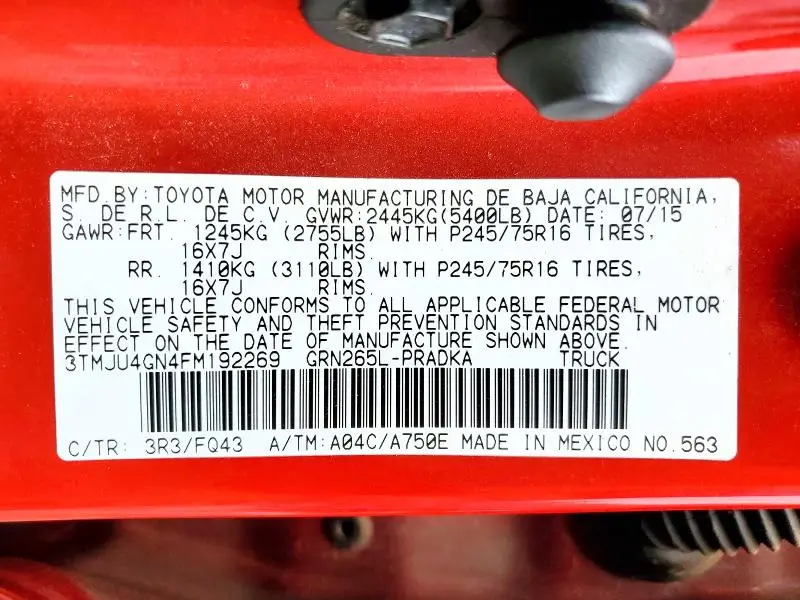 MFD.BY:TOYOTA MOTOR MANUFACTURING DE BAJA CALIFORNIA,
S. DE R.L. DE C.V. GVWR:2445KG(5400LB) DATE: 07/15
GAWR:FRT. 1245KG (2755LB) WITH P245/75R16 TIRES,
16X7J RIMS.
RR. 1410KG (3110LB) WITH P245/75R16 TIRES,
16X7J RIMS.
THIS VEHICLE CONFORMS TO ALL APPLICABLE FEDERAL MOTOR
VEHICLE SAFETY AND THEFT PREVENTION STANDARDS IN
EFFECT ON THE DATE OF MANUFACTURE SHOWN ABOVE.
3TMJU4GN4FM192269 GRN265L-PRADKA TRUCK
C/TR: 3R3/FQ43 A/TM:A04C/A750E MADE IN MEXICO NO.563